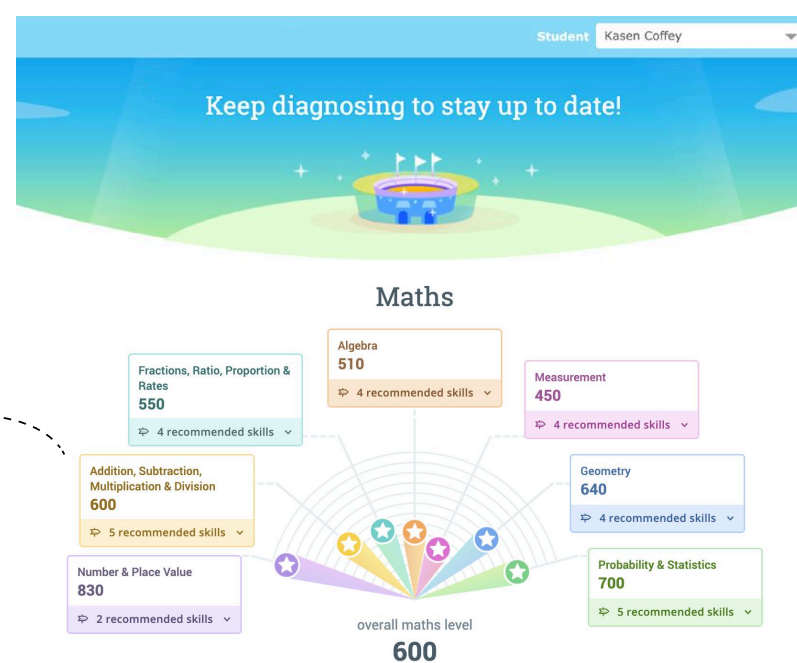 Student Kasen Coffey
Keep diagnosing to stay up to date!
Maths
Algebra
510
4 recommended skills
Fractions, Ratio, Proportion &
Rates
550
4 recommended skills
Measurement
450
4 recommended skills
Addition, Subtraction,
Multiplication & Division
600
5 recommended skills
Geometry
640
4 recommended skills
Number & Place Value
830
2 recommended skills
Probability & Statistics
700
5 recommended skills
overall maths level
600